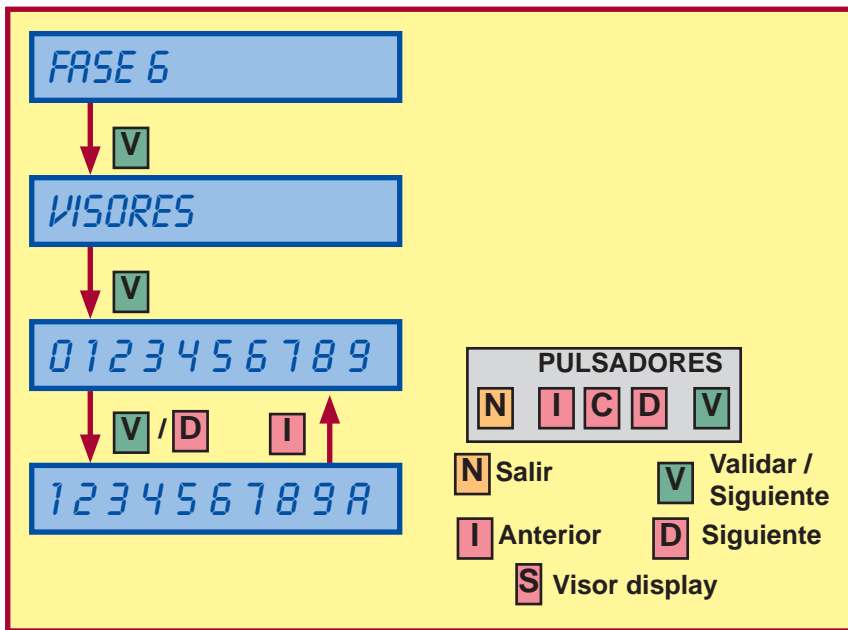 FASE 6
V
VISORES
V
0123456789
V / D I
123456789A
PULSADORES
N I C D V
N Salir
V Validar /
Siguiente
I Anterior
D Siguiente
S Visor display